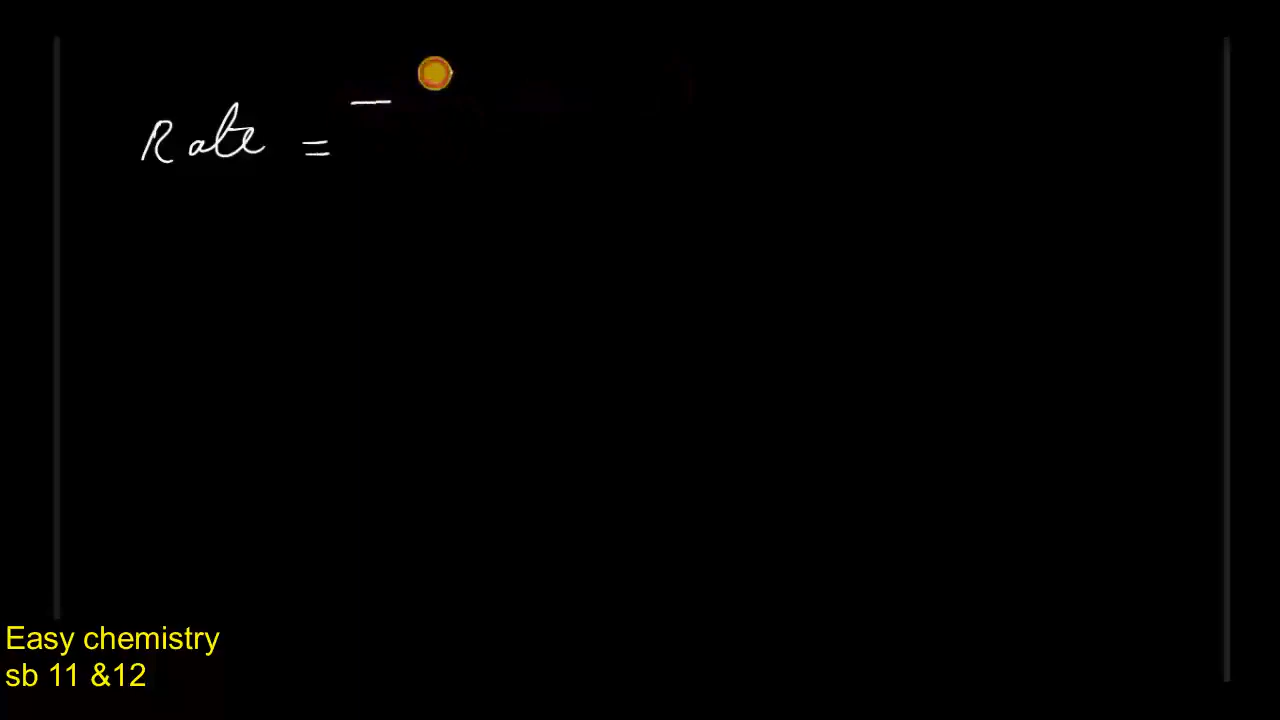 Rate = —
Easy chemistry
sb 11 &12